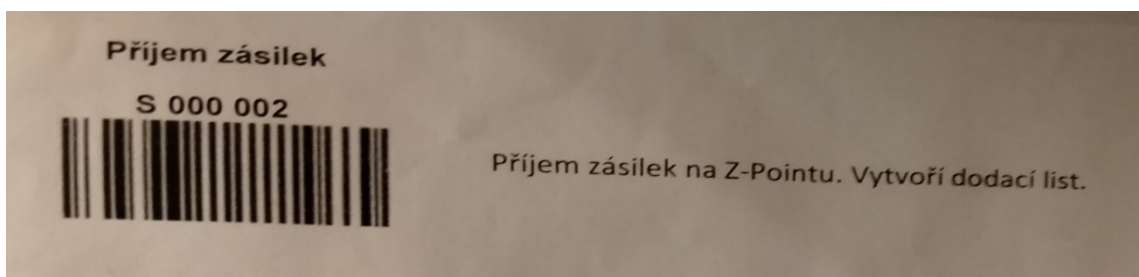 Příjem zásilek
S 000 002
Příjem zásilek na Z-Pointu. Vytvoří dodací list.